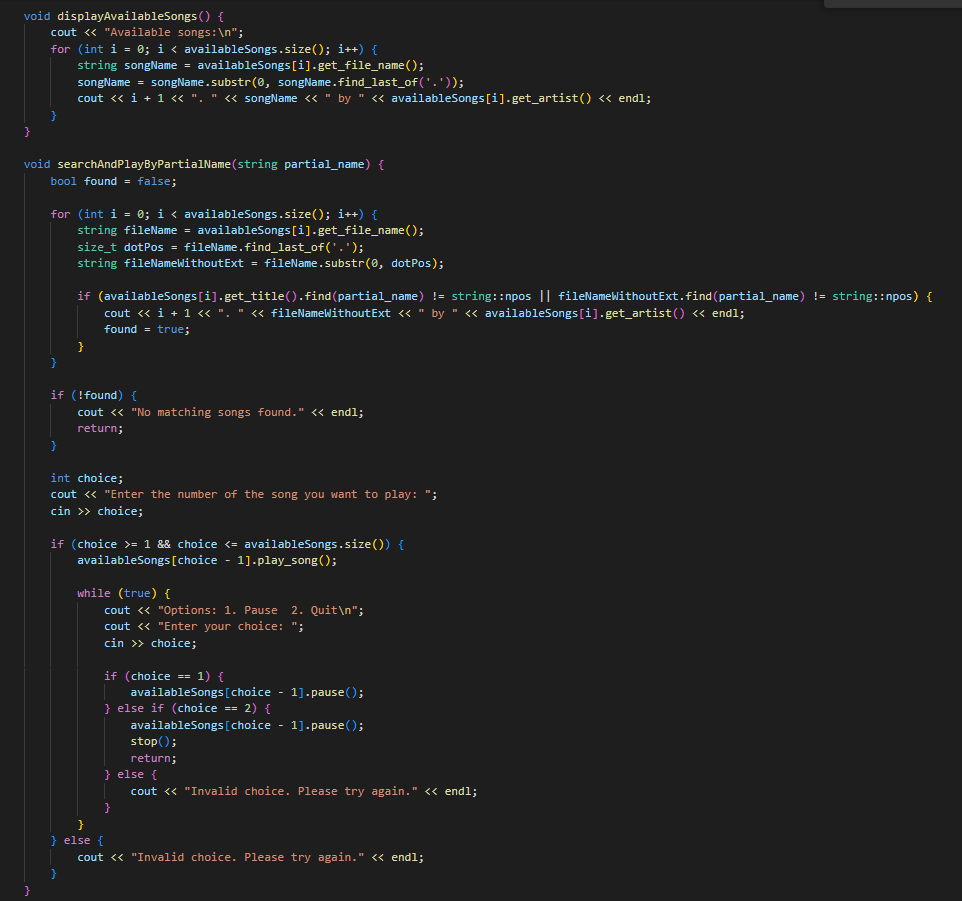 void displayAvailableSongs() {
    cout << "Available songs:\n";
    for (int i = 0; i < availableSongs.size(); i++) {
        string songName = availableSongs[i].get_file_name();
        songName = songName.substr(0, songName.find_last_of('.'));
        cout << i + 1 << ". " << songName << " by " << availableSongs[i].get_artist() << endl;
    }
}

void searchAndPlayByPartialName(string partial_name) {
    bool found = false;

    for (int i = 0; i < availableSongs.size(); i++) {
        string fileName = availableSongs[i].get_file_name();
        size_t dotPos = fileName.find_last_of('.');
        string fileNameWithoutExt = fileName.substr(0, dotPos);

        if (availableSongs[i].get_title().find(partial_name) != string::npos || fileNameWithoutExt.find(partial_name) != string::npos) {
            cout << i + 1 << ". " << fileNameWithoutExt << " by " << availableSongs[i].get_artist() << endl;
            found = true;
        }
    }

    if (!found) {
        cout << "No matching songs found." << endl;
        return;
    }

    int choice;
    cout << "Enter the number of the song you want to play: ";
    cin >> choice;

    if (choice >= 1 && choice <= availableSongs.size()) {
        availableSongs[choice - 1].play_song();

        while (true) {
            cout << "Options: 1. Pause  2. Quit\n";
            cout << "Enter your choice: ";
            cin >> choice;

            if (choice == 1) {
                availableSongs[choice - 1].pause();
            } else if (choice == 2) {
                availableSongs[choice - 1].pause();
                stop();
                return;
            } else {
                cout << "Invalid choice. Please try again." << endl;
            }
        }
    } else {
        cout << "Invalid choice. Please try again." << endl;
    }
}